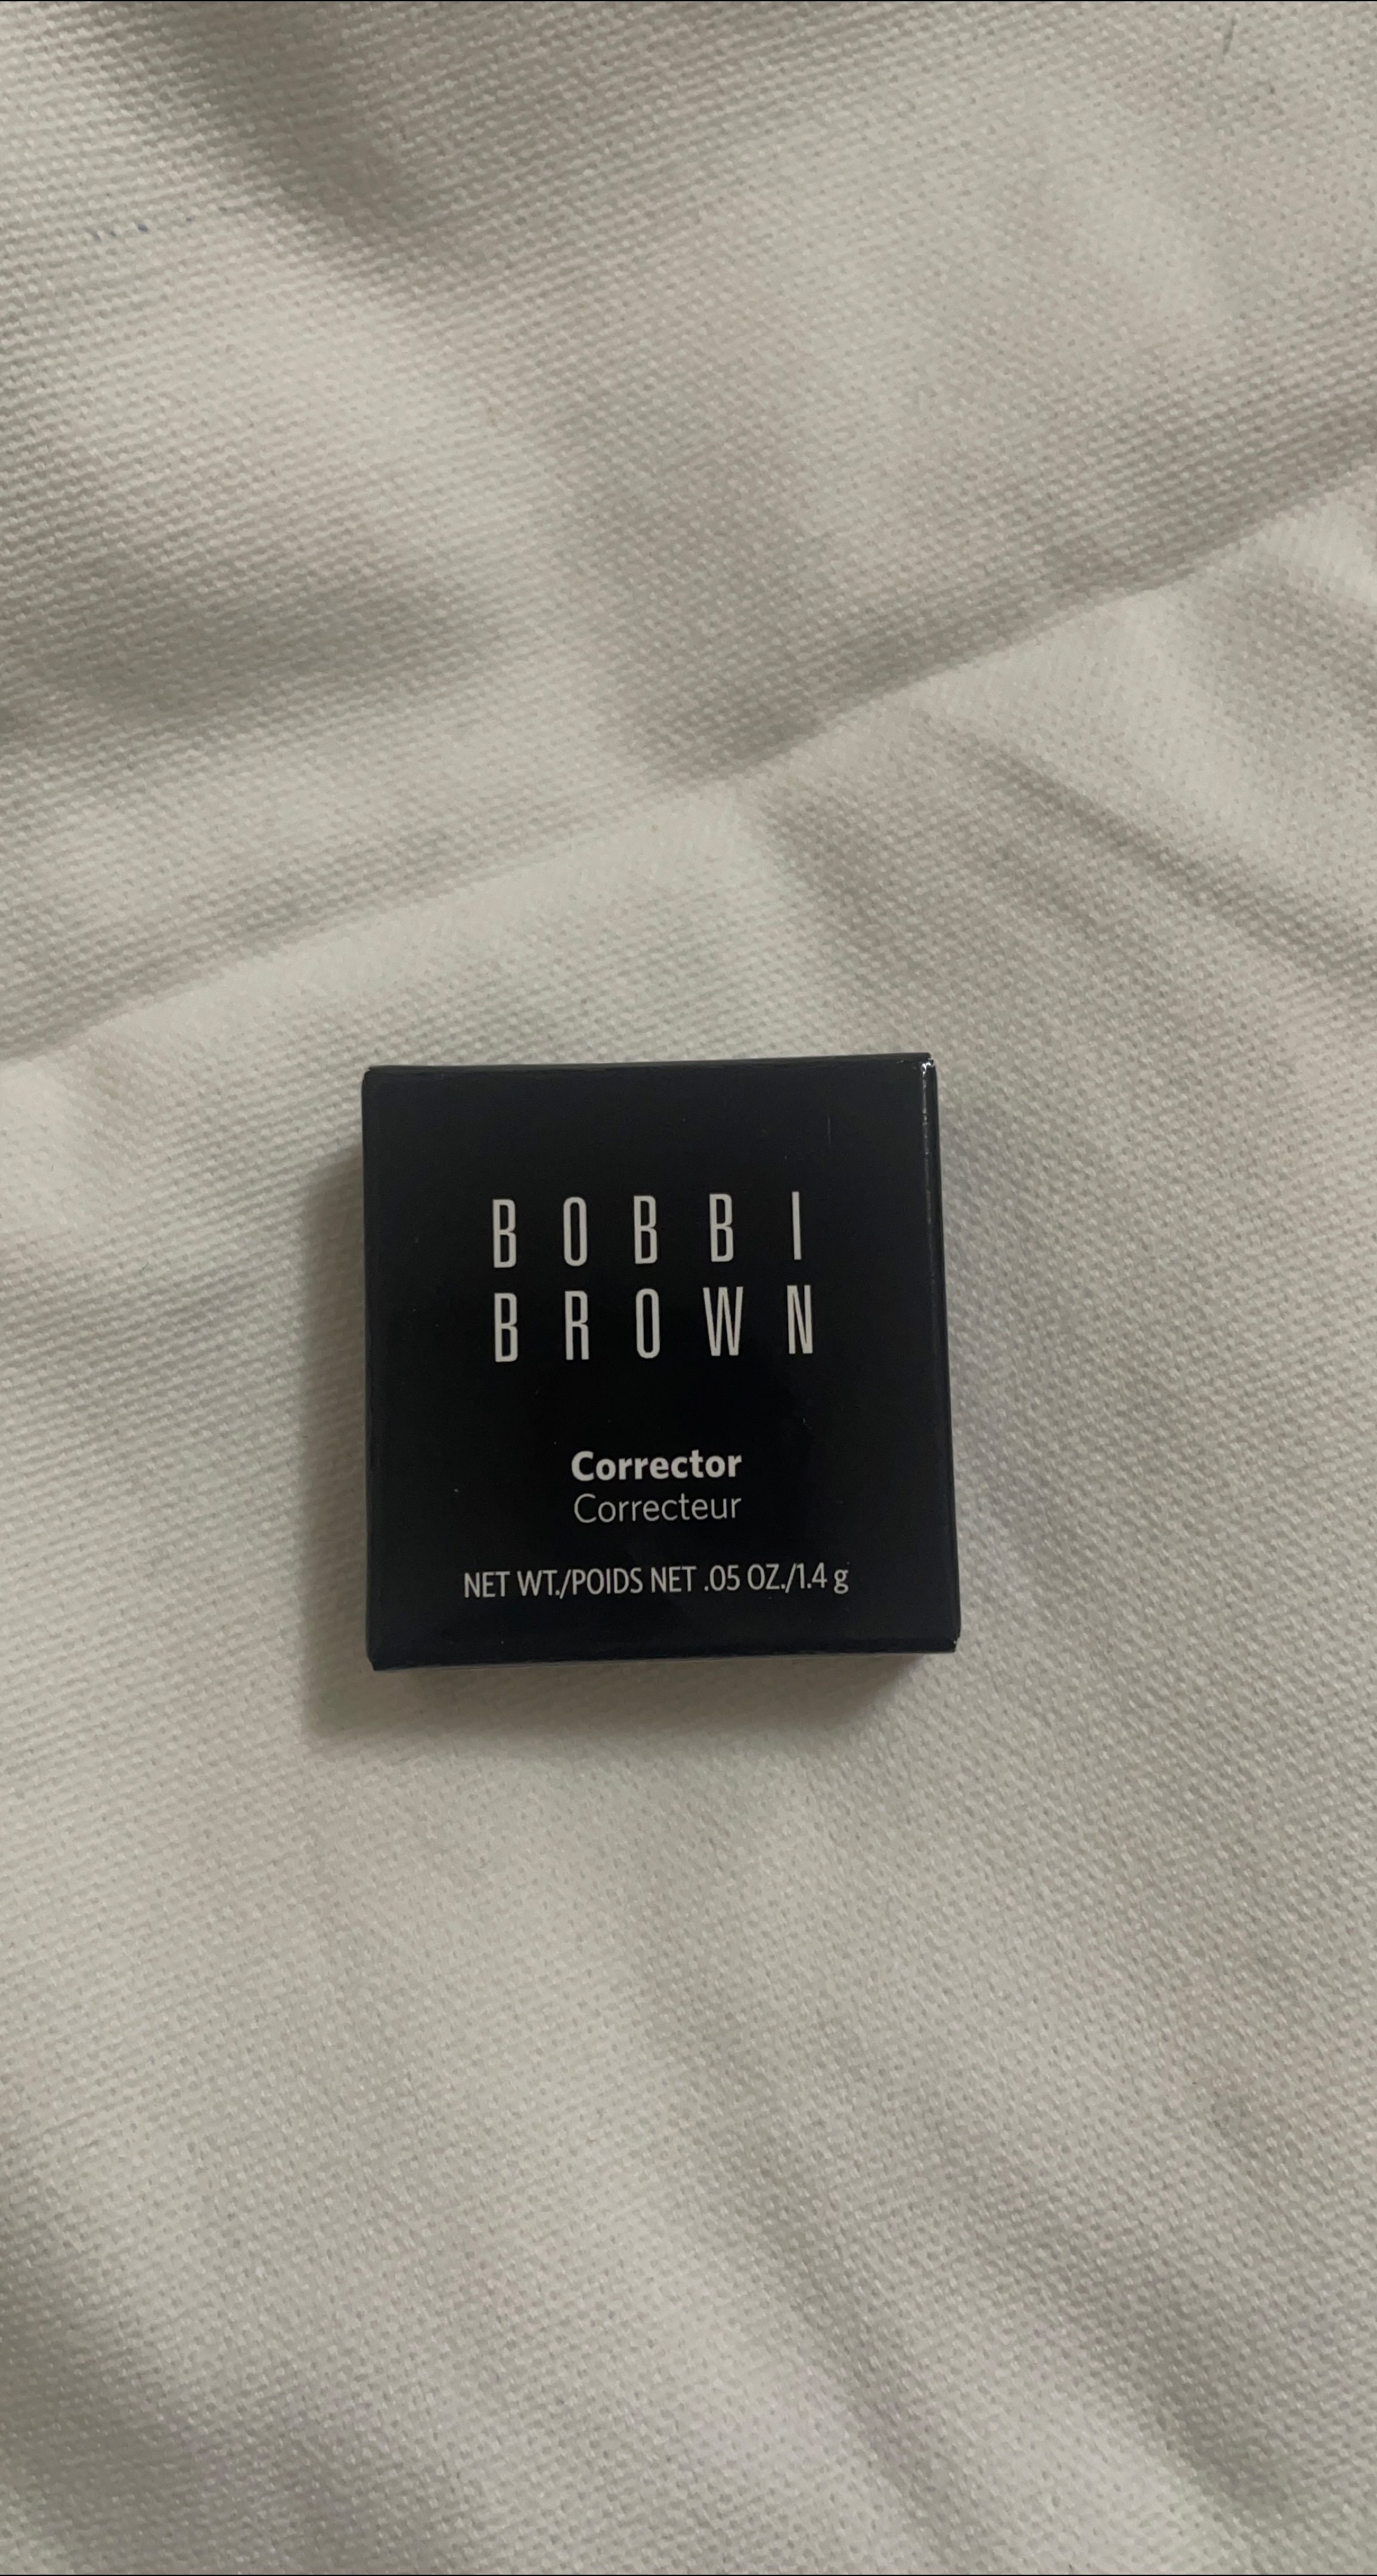 BOBBI
BROWN
Corrector
Correcteur
NET WT./POIDS NET .05 OZ./1.4 g